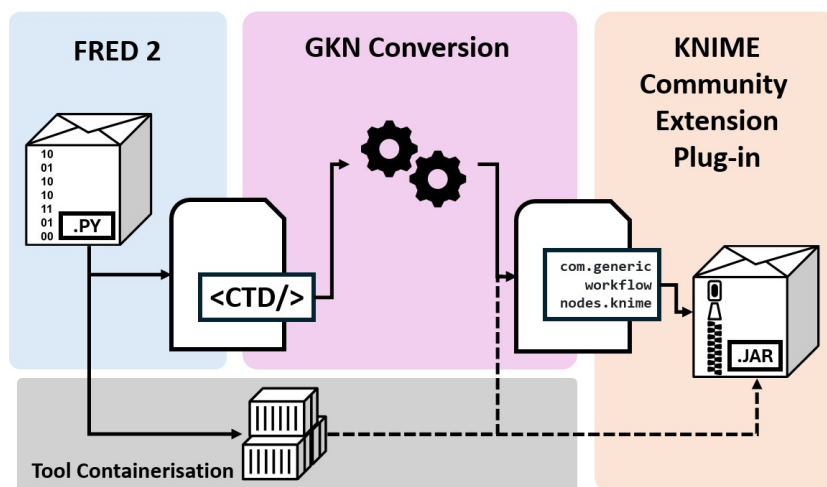 FRED 2
GKN Conversion
KNIME
Community
Extension
Plug-in
10
01
10
10
11
01
00
.PY
<CTD/>
com.generic
workflow
nodes.knime
.JAR
Tool Containerisation